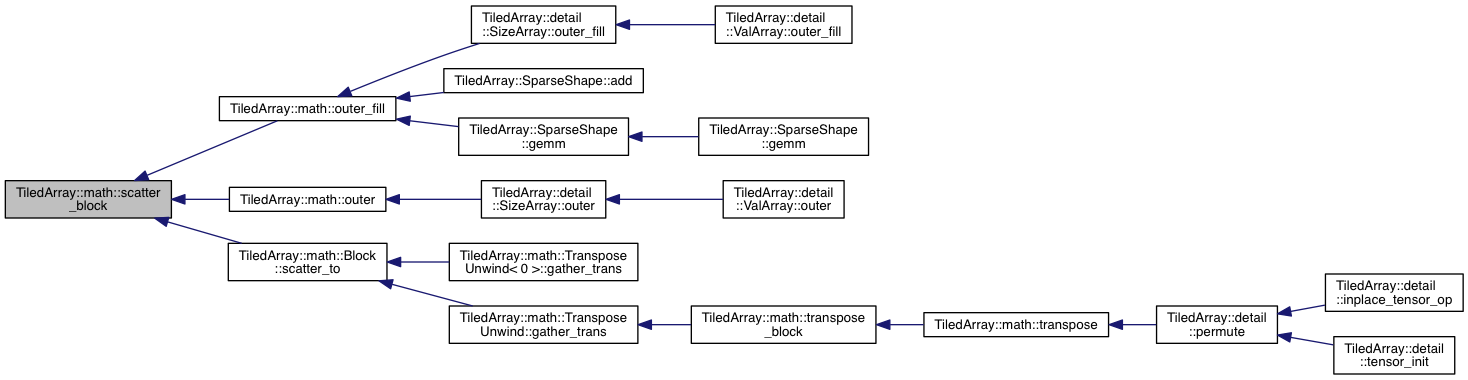 TiledArray::detail
::SizeArray::outer_fill
TiledArray::detail
::ValArray::outer_fill
TiledArray::SparseShape::add
TiledArray::math::outer_fill
TiledArray::SparseShape
::gemm
TiledArray::SparseShape
::gemm
TiledArray::math::scatter
_block
TiledArray::math::outer
TiledArray::detail
::SizeArray::outer
TiledArray::detail
::ValArray::outer
TiledArray::math::Block
::scatter_to
TiledArray::math::Transpose
Unwind< 0 >::gather_trans
TiledArray::math::Transpose
Unwind::gather_trans
TiledArray::math::transpose
_block
TiledArray::math::transpose
TiledArray::detail
::permute
TiledArray::detail
::inplace_tensor_op
TiledArray::detail
::tensor_init